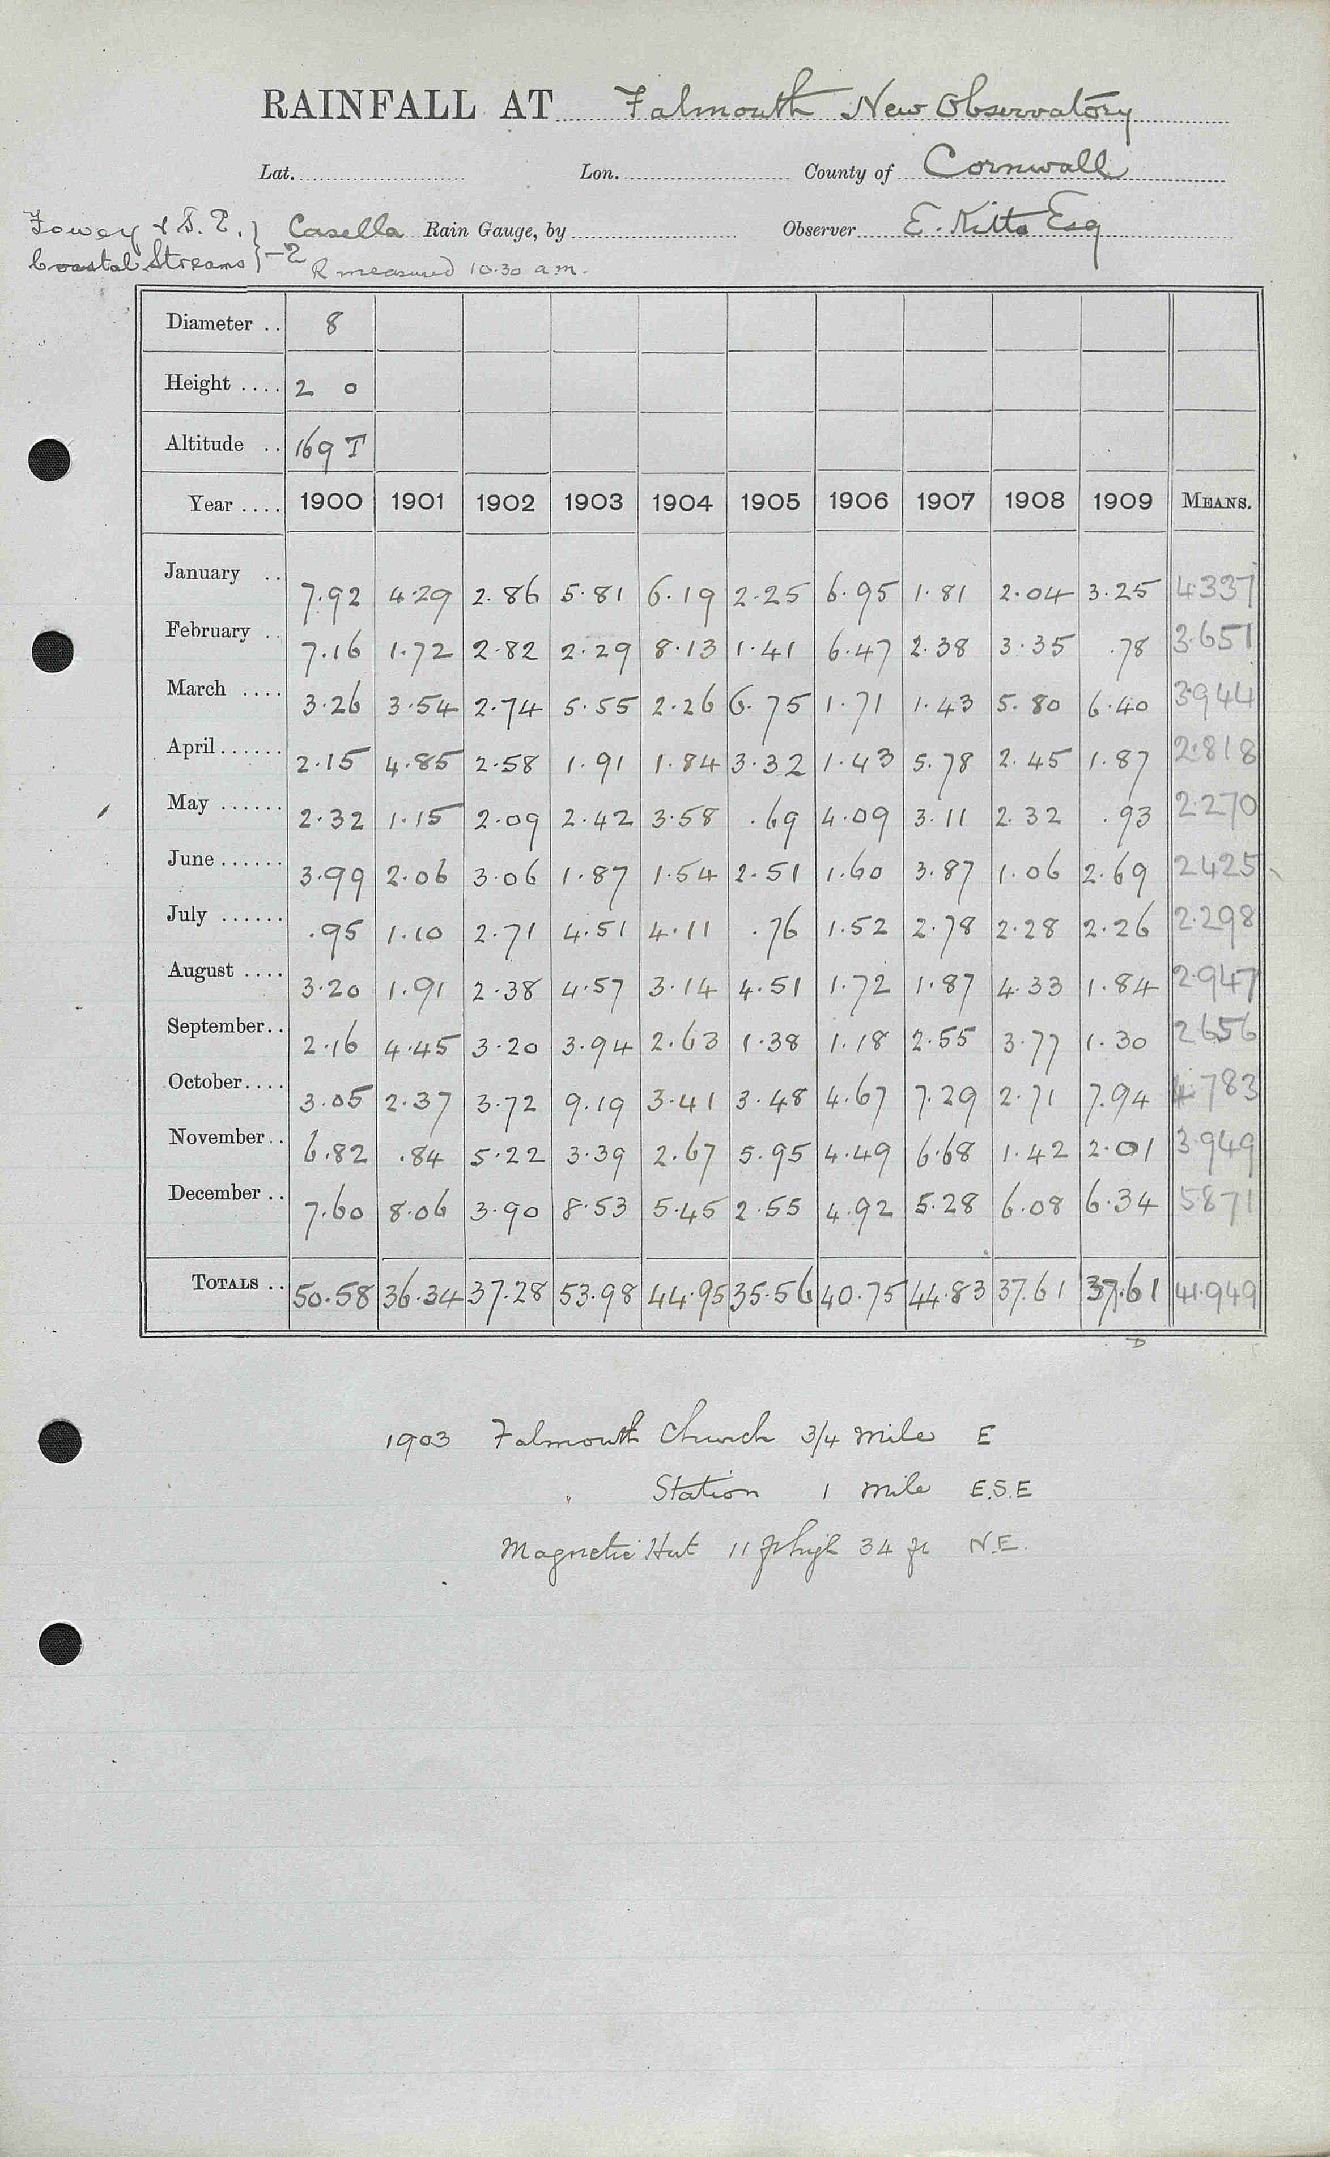 RAINFALL AT Falmouth New Observatory
Lat. Lon. County of Cornwall
Fowey & S. E. } Casella Rain Gauge, by Observer E. Kitto Esq
Coastal Streams } -2 R measured 10.30 a.m.
Diameter .. 8
Height .... 2 0
Altitude .. 169 T
Year .... 1900 1901 1902 1903 1904 1905 1906 1907 1908 1909 MEANS.
January .. 7.92 4.29 2.86 5.81 6.19 2.25 6.95 1.81 2.04 3.25 4337
February .. 7.16 1.72 2.82 2.29 8.13 1.41 6.47 2.38 3.35 .78 3.651
March .... 3.26 3.54 2.74 5.55 2.26 6.75 1.71 1.43 5.80 6.40 3944
April ...... 2.15 4.85 2.58 1.91 1.84 3.32 1.43 5.78 2.45 1.87 2.818
May ...... 2.32 1.15 2.09 2.42 3.58 .69 4.09 3.11 2.32 .93 2.270
June ...... 3.99 2.06 3.06 1.87 1.54 2.51 1.60 3.87 1.06 2.69 2425
July ...... .95 1.10 2.71 4.51 4.11 .76 1.52 2.78 2.28 2.26 2.298
August .... 3.20 1.91 2.38 4.57 3.14 4.51 1.72 1.87 4.33 1.84 2.947
September .. 2.16 4.45 3.20 3.94 2.63 1.38 1.18 2.55 3.77 1.30 2656
October .... 3.05 2.37 3.72 9.19 3.41 3.48 4.67 7.29 2.71 7.94 4.783
November .. 6.82 .84 5.22 3.39 2.67 5.95 4.49 6.68 1.42 2.01 3.949
December .. 7.60 8.06 3.90 8.53 5.45 2.55 4.92 5.28 6.08 6.34 5871
TOTALS .. 50.58 36.34 37.28 53.98 44.95 35.56 40.75 44.83 37.61 37.61 41.949
D
1903 Falmouth Church 3/4 mile E
" Station 1 mile E.S.E
Magnetic Hut 11 ft high 34 ft N.E.